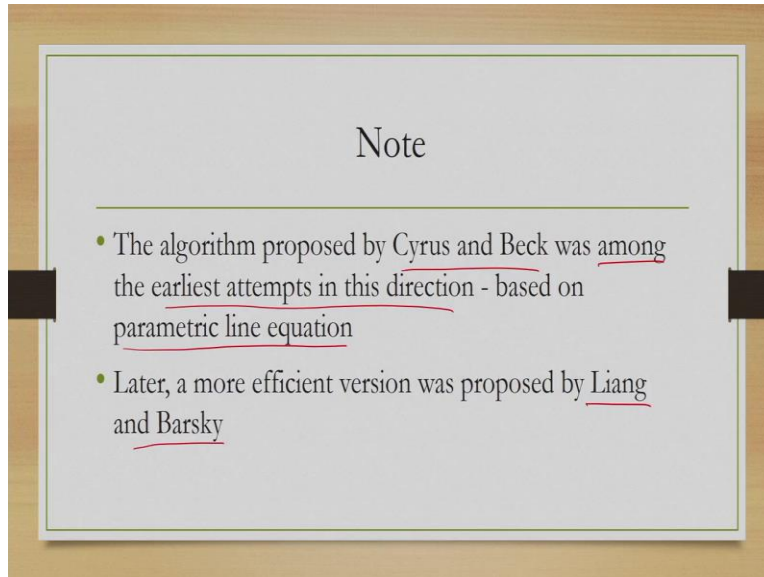 Note
• The algorithm proposed by Cyrus and Beck was among
the earliest attempts in this direction - based on
parametric line equation
• Later, a more efficient version was proposed by Liang
and Barsky